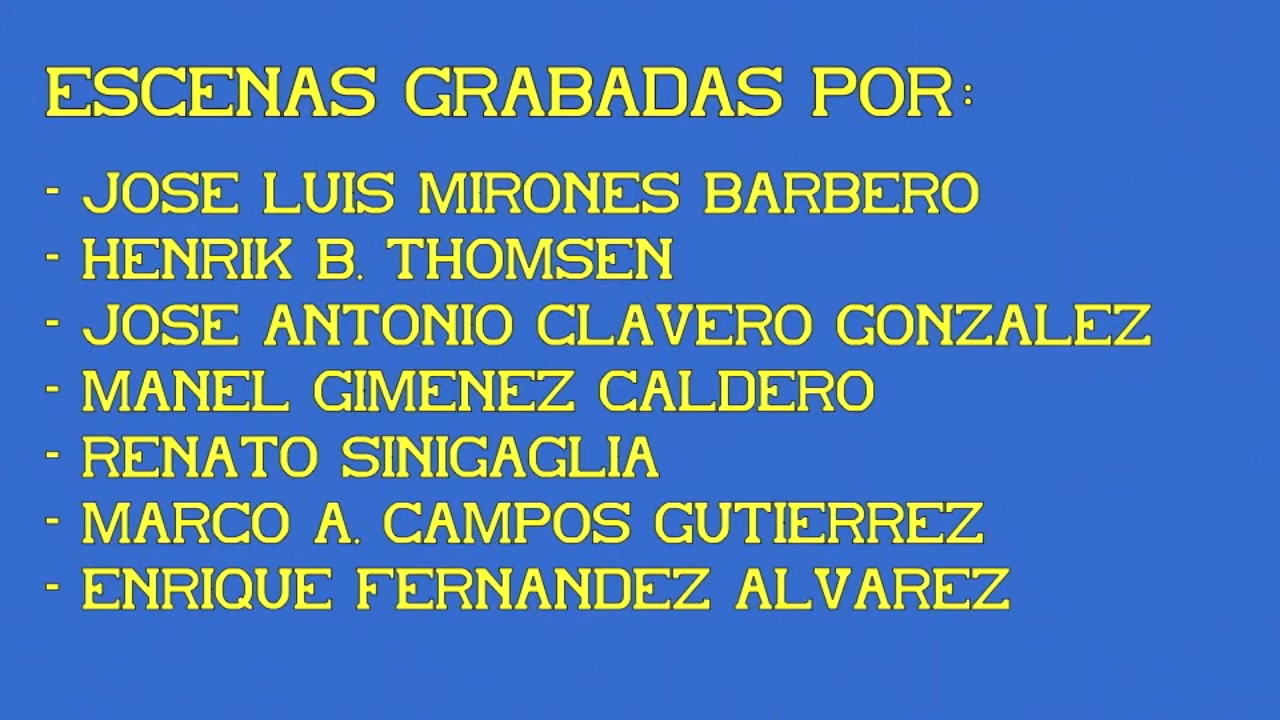 ESCENAS GRABADAS POR:
- JOSE LUIS MIRONES BARBERO
- HENRIK B. THOMSEN
- JOSE ANTONIO CLAVERO GONZALEZ
- MANEL GIMENEZ CALDERO
- RENATO SINIGAGLIA
- MARCO A. CAMPOS GUTIERREZ
- ENRIQUE FERNANDEZ ALVAREZ